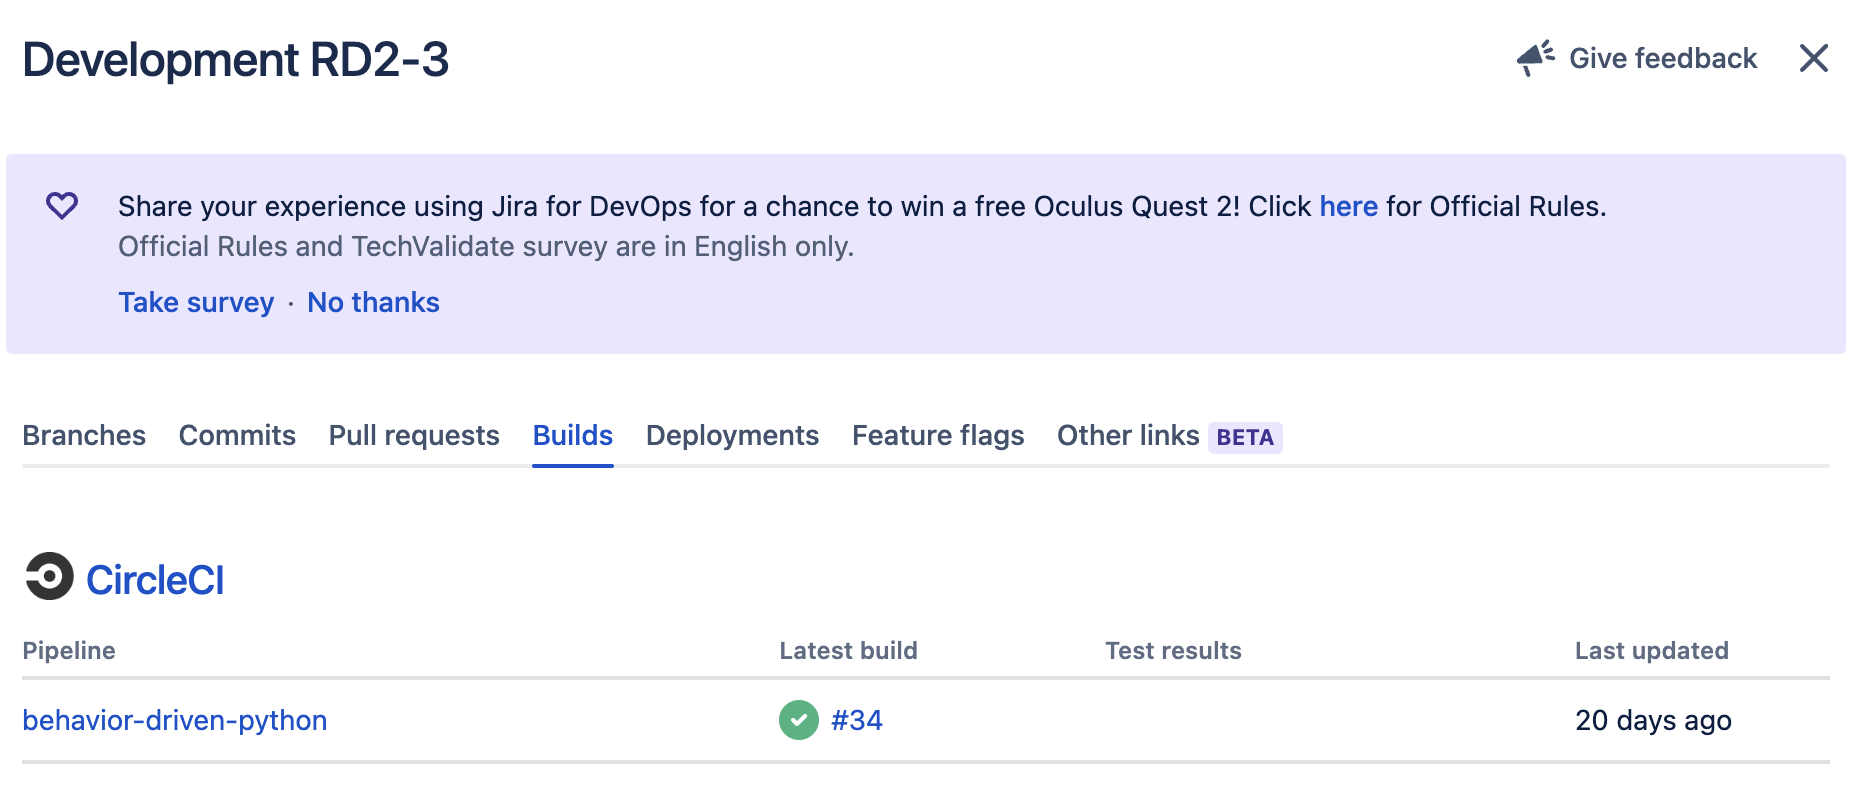 Development RD2-3
Give feedback
Share your experience using Jira for DevOps for a chance to win a free Oculus Quest 2! Click here for Official Rules.
Official Rules and TechValidate survey are in English only.
Take survey · No thanks
Branches Commits Pull requests Builds Deployments Feature flags Other links BETA
CircleCI
Pipeline Latest build Test results Last updated
behavior-driven-python #34 20 days ago